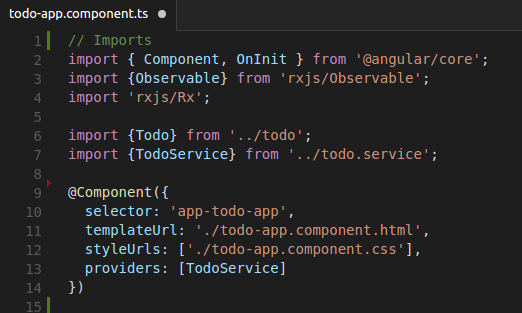 todo-app.component.ts
1 // Imports
2 import { Component, OnInit } from '@angular/core';
3 import {Observable} from 'rxjs/Observable';
4 import 'rxjs/Rx';
5
6 import {Todo} from '../todo';
7 import {TodoService} from '../todo.service';
8
9 @Component({
10   selector: 'app-todo-app',
11   templateUrl: './todo-app.component.html',
12   styleUrls: ['./todo-app.component.css'],
13   providers: [TodoService]
14 })
15